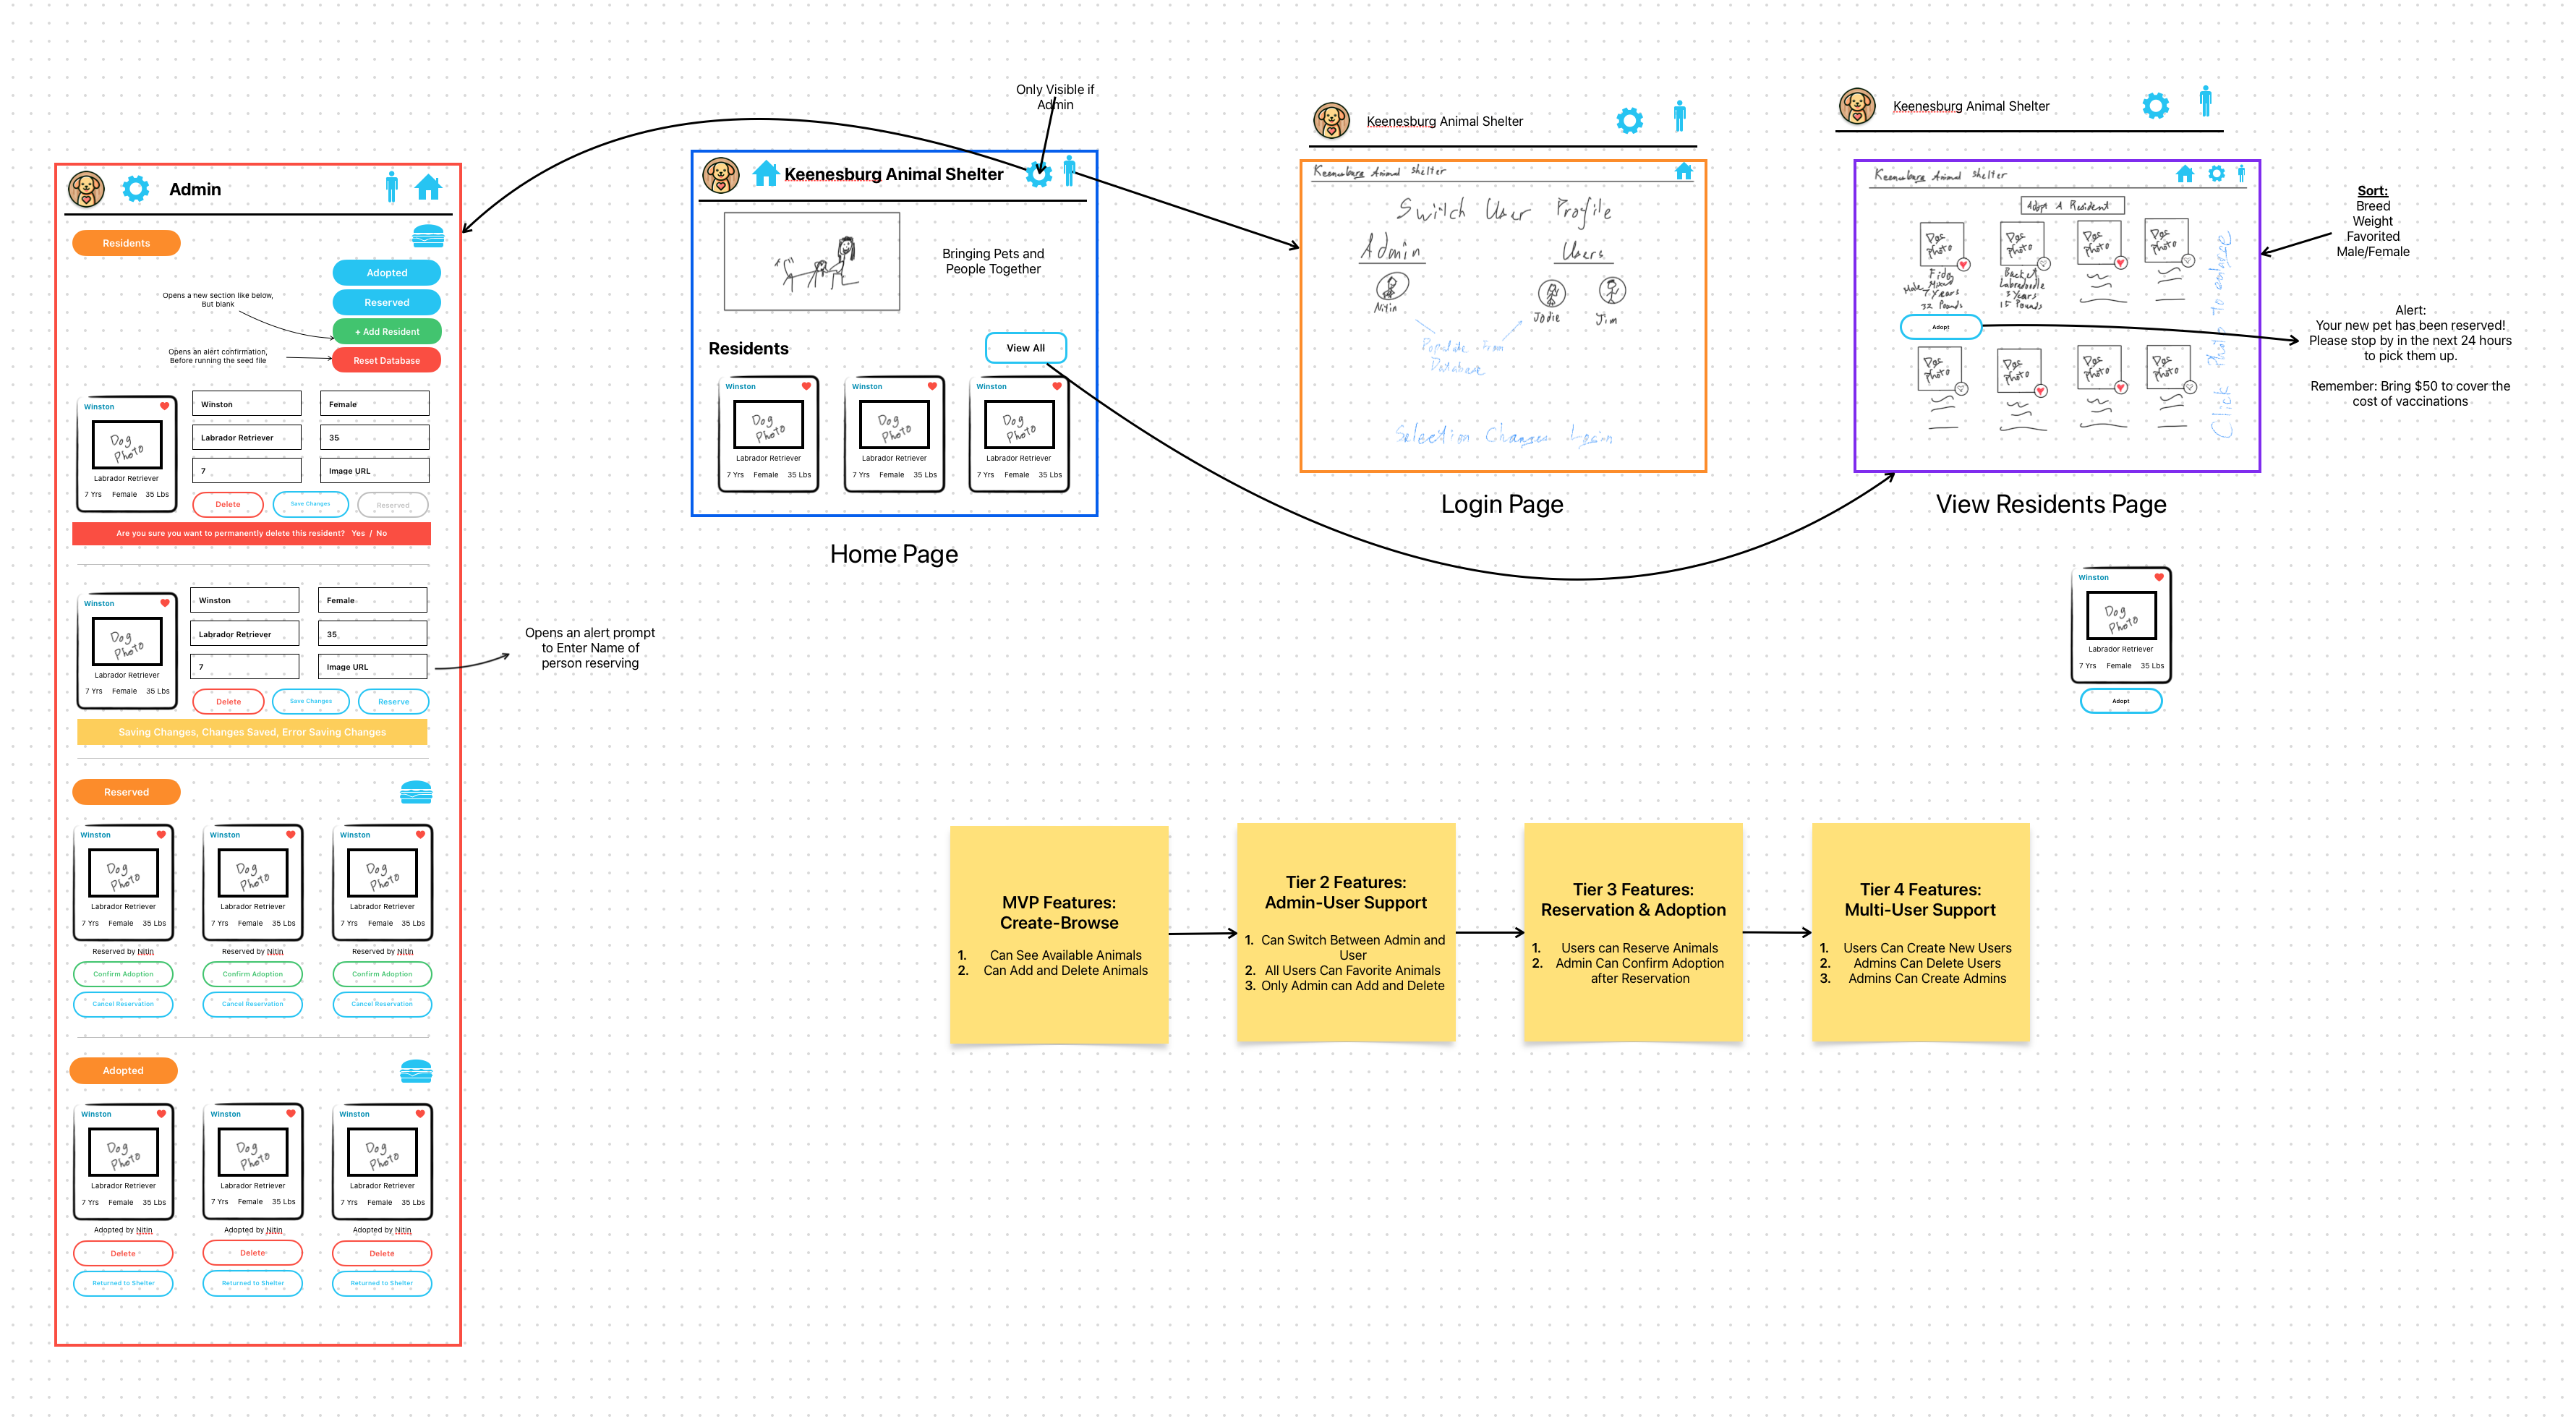 Admin
Residents
Adopted
Reserved
+ Add Resident
Reset Database
Opens a new section like below,
But blank
Opens an alert confirmation,
Before running the seed file
Winston
Dog
Photo
Labrador Retriever
7 Yrs Female 35 Lbs
Winston
Female
Labrador Retriever
35
7
Image URL
Delete
Save Changes
Reserved
Are you sure you want to permanently delete this resident? Yes / No
Winston
Dog
Photo
Labrador Retriever
7 Yrs Female 35 Lbs
Winston
Female
Labrador Retriever
35
7
Image URL
Delete
Save Changes
Reserve
Opens an alert prompt
to Enter Name of
person reserving
Saving Changes, Changes Saved, Error Saving Changes
Reserved
Winston
Dog
Photo
Labrador Retriever
7 Yrs Female 35 Lbs
Reserved by Nitin
Confirm Adoption
Cancel Reservation
Winston
Dog
Photo
Labrador Retriever
7 Yrs Female 35 Lbs
Reserved by Nitin
Confirm Adoption
Cancel Reservation
Winston
Dog
Photo
Labrador Retriever
7 Yrs Female 35 Lbs
Reserved by Nitin
Confirm Adoption
Cancel Reservation
Adopted
Winston
Dog
Photo
Labrador Retriever
7 Yrs Female 35 Lbs
Adopted by Nitin
Delete
Returned to Shelter
Winston
Dog
Photo
Labrador Retriever
7 Yrs Female 35 Lbs
Adopted by Nitin
Delete
Returned to Shelter
Winston
Dog
Photo
Labrador Retriever
7 Yrs Female 35 Lbs
Adopted by Nitin
Delete
Returned to Shelter
Only Visible if
Admin
Keenesburg Animal Shelter
Bringing Pets and
People Together
Residents
View All
Winston
Dog
Photo
Labrador Retriever
7 Yrs Female 35 Lbs
Winston
Dog
Photo
Labrador Retriever
7 Yrs Female 35 Lbs
Winston
Dog
Photo
Labrador Retriever
7 Yrs Female 35 Lbs
Home Page
Keenesburg Animal Shelter
Keenesburg Animal Shelter
Switch User Profile
Admin
Users
Nitin
Jodie
Jim
Populate From
Database
Selection Changes Login
Login Page
Keenesburg Animal Shelter
Keenesburg Animal Shelter
Adopt A Resident
Dog
Photo
Dog
Photo
Dog
Photo
Dog
Photo
Fido
Male Mixed
7 Years
32 Pounds
Labradoodle
3 Years
15 Pounds
Adopt
Dog
Photo
Dog
Photo
Dog
Photo
Dog
Photo
Click Photo to enlarge
View Residents Page
Sort:
Breed
Weight
Favorited
Male/Female
Alert:
Your new pet has been reserved!
Please stop by in the next 24 hours
to pick them up.
Remember: Bring $50 to cover the
cost of vaccinations
Winston
Dog
Photo
Labrador Retriever
7 Yrs Female 35 Lbs
Adopt
MVP Features:
Create-Browse
1. Can See Available Animals
2. Can Add and Delete Animals
Tier 2 Features:
Admin-User Support
1. Can Switch Between Admin and
User
2. All Users Can Favorite Animals
3. Only Admin can Add and Delete
Tier 3 Features:
Reservation & Adoption
1. Users can Reserve Animals
2. Admin Can Confirm Adoption
after Reservation
Tier 4 Features:
Multi-User Support
1. Users Can Create New Users
2. Admins Can Delete Users
3. Admins Can Create Admins